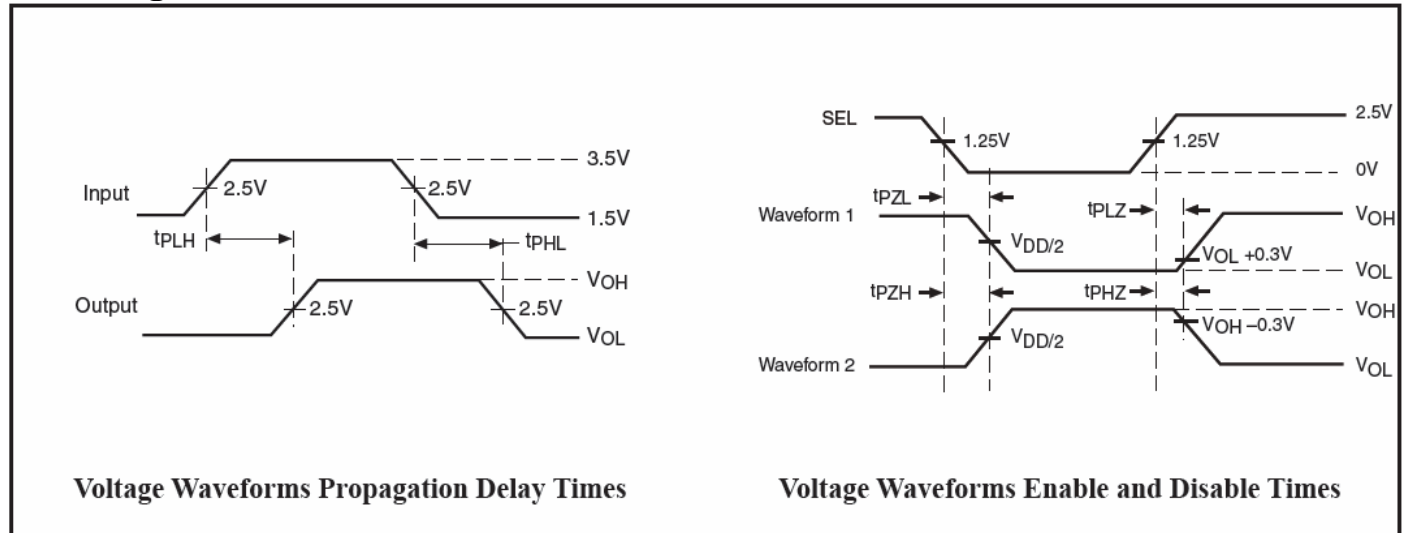 3.5V
Input
2.5V
2.5V
1.5V
tPLH
tPHL
VOH
Output
2.5V
2.5V
VOL
Voltage Waveforms Propagation Delay Times
SEL
2.5V
1.25V
1.25V
0V
tPZL
tPLZ
Waveform 1
VOH
VDD/2
VOL +0.3V
VOL
tPZH
tPHZ
VOH
VOH –0.3V
VDD/2
Waveform 2
VOL
Voltage Waveforms Enable and Disable Times